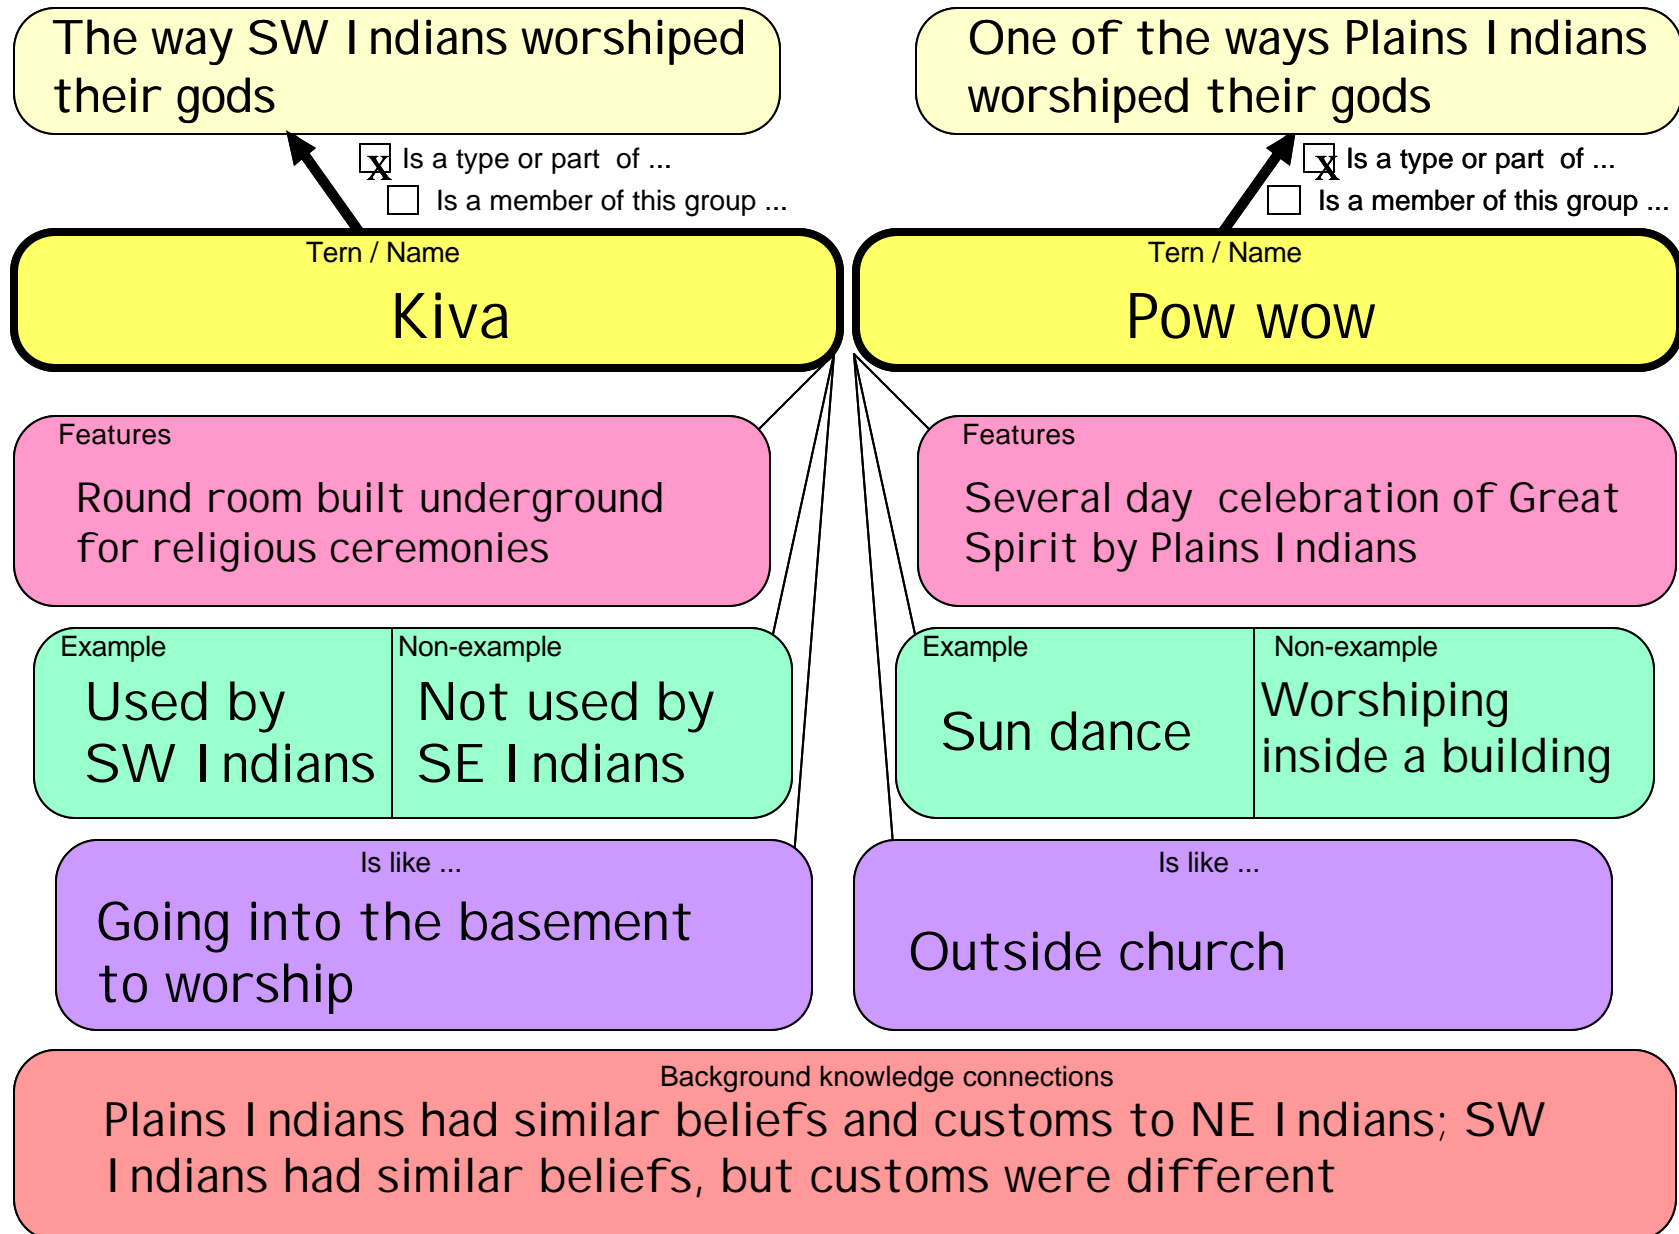 The way SW Indians worshiped
their gods
X Is a type or part of ...
Is a member of this group ...
Tern / Name
Kiva
Features
Round room built underground
for religious ceremonies
Example
Used by
SW Indians
Non-example
Not used by
SE Indians
Is like ...
Going into the basement
to worship
One of the ways Plains Indians
worshiped their gods
X Is a type or part of ...
Is a member of this group ...
Tern / Name
Pow wow
Features
Several day celebration of Great
Spirit by Plains Indians
Example
Sun dance
Non-example
Worshiping
inside a building
Is like ...
Outside church
Background knowledge connections
Plains Indians had similar beliefs and customs to NE Indians; SW
Indians had similar beliefs, but customs were different